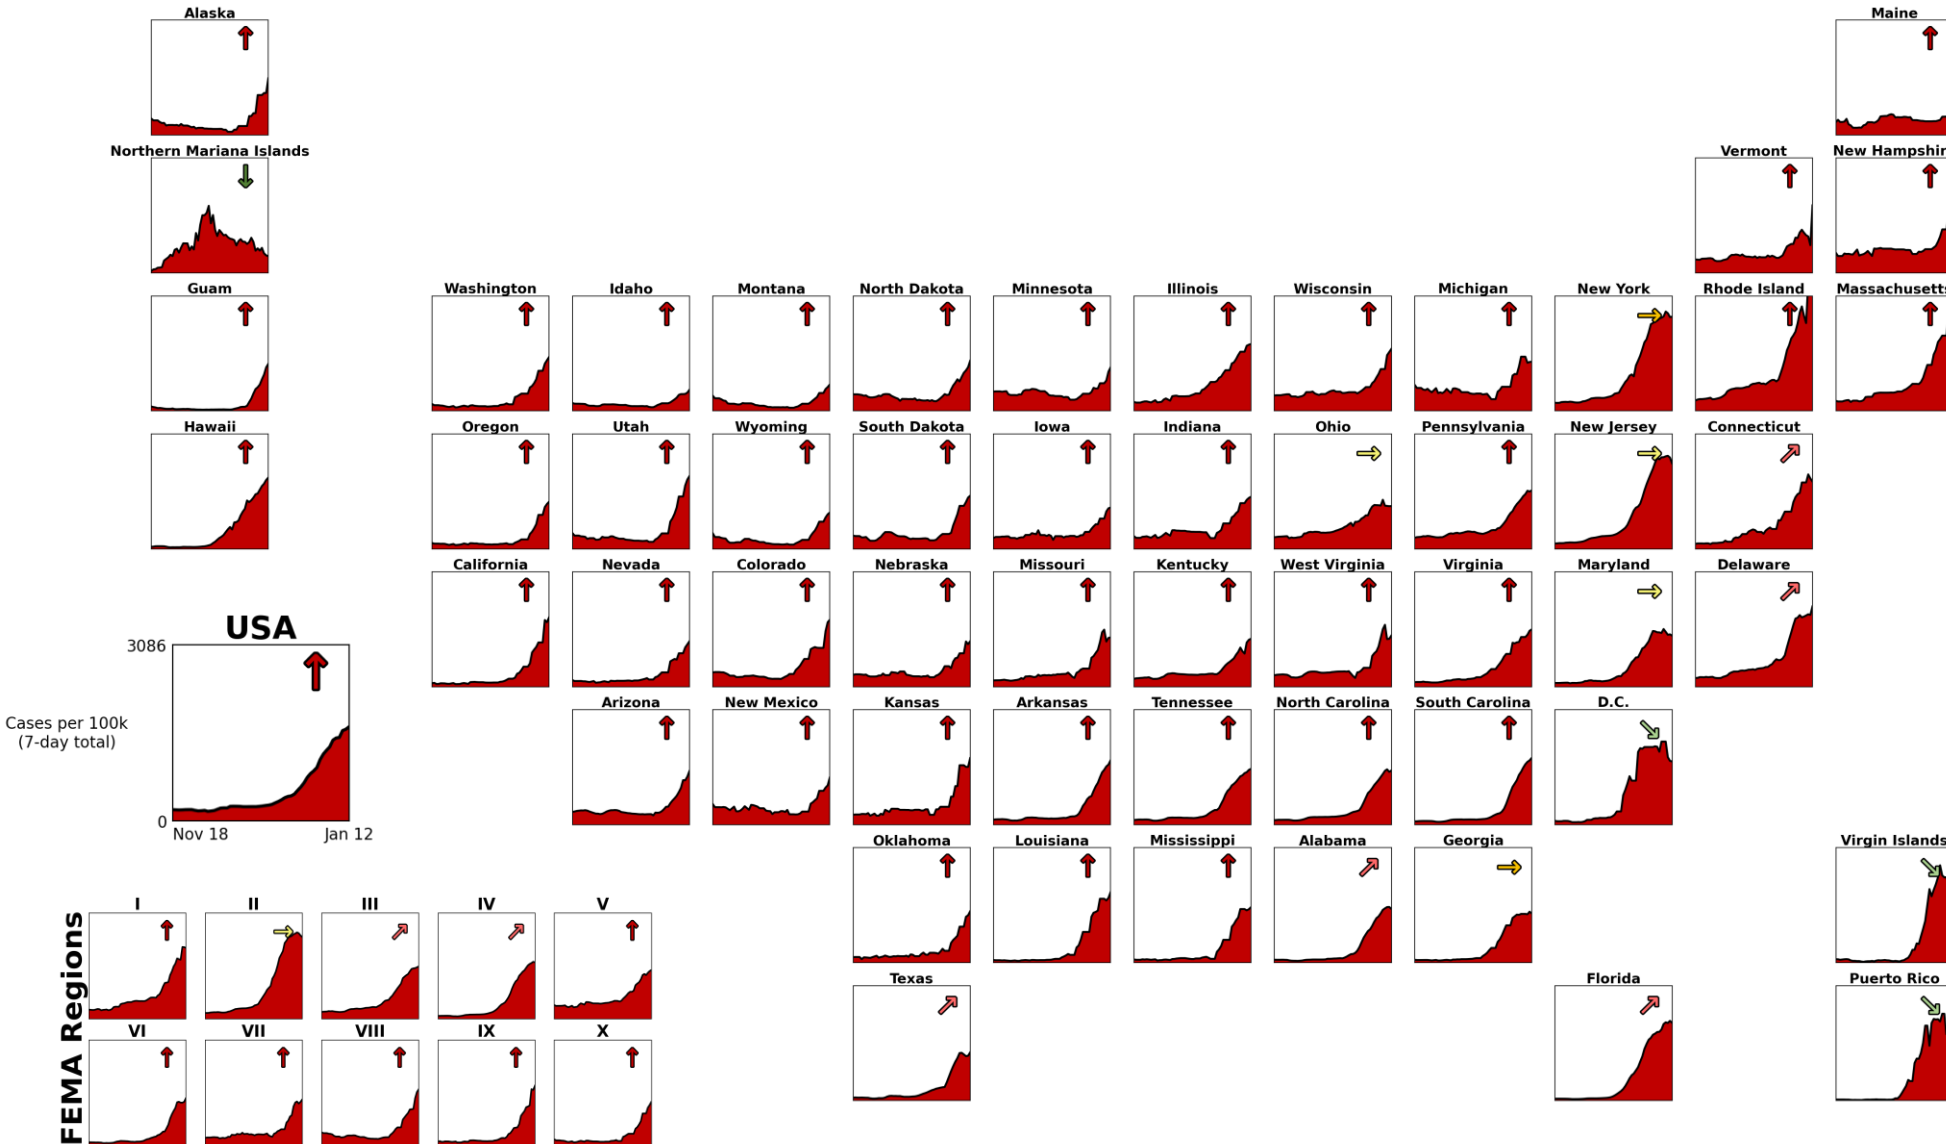 Alaska
Maine
Northern Mariana Islands
Vermont
New Hampshir
Guam
Washington
Idaho
Montana
North Dakota
Minnesota
Illinois
Wisconsin
Michigan
New York
Rhode Island
Massachusetts
Hawaii
Oregon
Utah
Wyoming
South Dakota
Iowa
Indiana
Ohio
Pennsylvania
New Jersey
Connecticut
California
Nevada
Colorado
Nebraska
Missouri
Kentucky
West Virginia
Virginia
Maryland
Delaware
USA
3086
Cases per 100k
(7-day total)
0
Nov 18
Jan 12
Arizona
New Mexico
Kansas
Arkansas
Tennessee
North Carolina
South Carolina
D.C.
Oklahoma
Louisiana
Mississippi
Alabama
Georgia
Virgin Islands
Texas
Florida
Puerto Rico
FEMA Regions
I
II
III
IV
V
VI
VII
VIII
IX
X